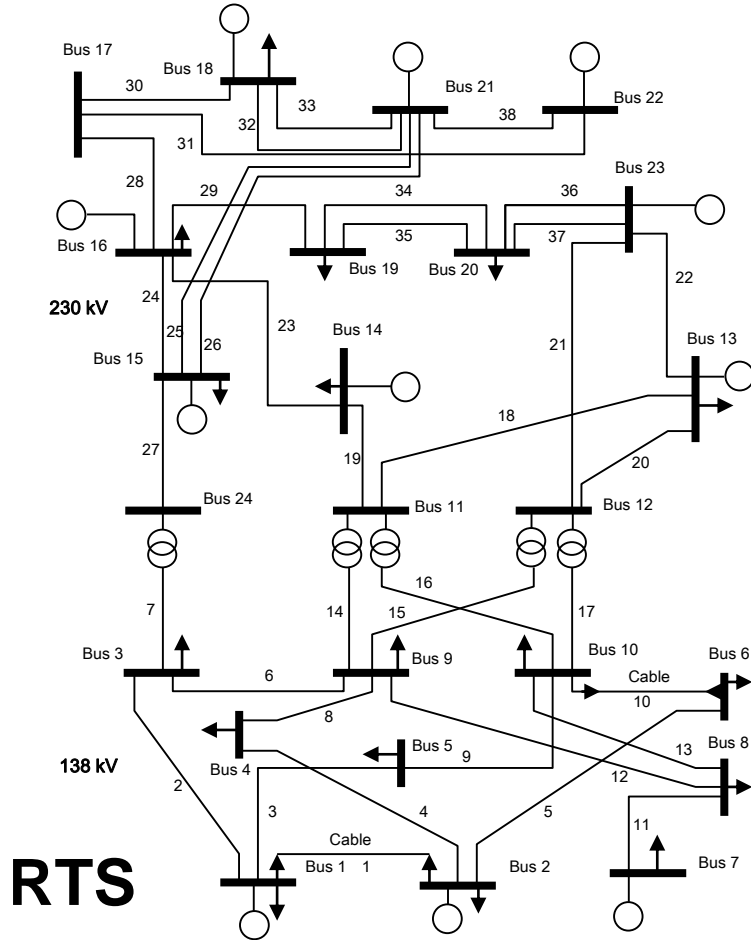 Bus 17
Bus 18
Bus 21
Bus 22
30
33
32
38
31
Bus 23
28
29
34
36
35
37
Bus 16
Bus 19
Bus 20
24
22
230 kV
23
25
26
Bus 14
21
Bus 13
Bus 15
18
19
20
27
Bus 24
Bus 11
Bus 12
16
7
14
15
17
Bus 3
Bus 9
Bus 10
Bus 6
Cable
6
10
8
Bus 5
Bus 8
13
138 kV
Bus 4
9
12
2
3
4
5
11
Cable
Bus 1
1
Bus 2
Bus 7
RTS